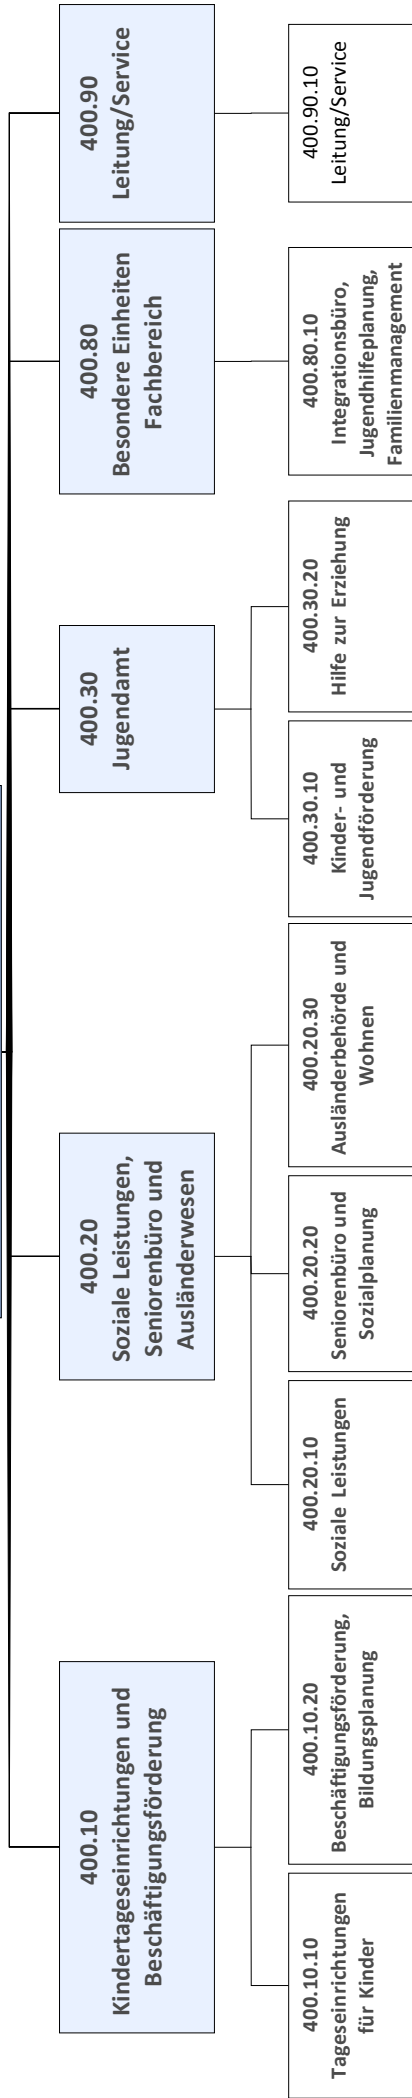 400.10
Kindertageseinrichtungen und
Beschäftigungsförderung
400.20
Soziale Leistungen,
Seniorenbüro und
Ausländerwesen
400.30
Jugendamt
400.80
Besondere Einheiten
Fachbereich
400.90
Leitung/Service
400.10.10
Tageseinrichtungen
für Kinder
400.10.20
Beschäftigungsförderung,
Bildungsplanung
400.20.10
Soziale Leistungen
400.20.20
Seniorenbüro und
Sozialplanung
400.20.30
Ausländerbehörde und
Wohnen
400.30.10
Kinder- und
Jugendförderung
400.30.20
Hilfe zur Erziehung
400.80.10
Integrationsbüro,
Jugendhilfeplanung,
Familienmanagement
400.90.10
Leitung/Service